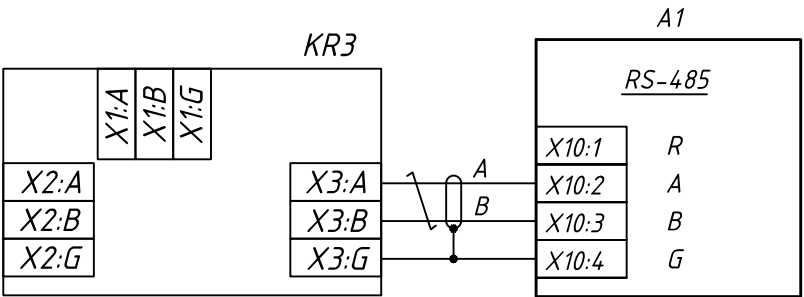 A1
KR3
RS-485
X1:A
X1:B
X1:G
X10:1 R
X2:A
X3:A
A
X10:2 A
X2:B
X3:B
B
X10:3 B
X2:G
X3:G
X10:4 G